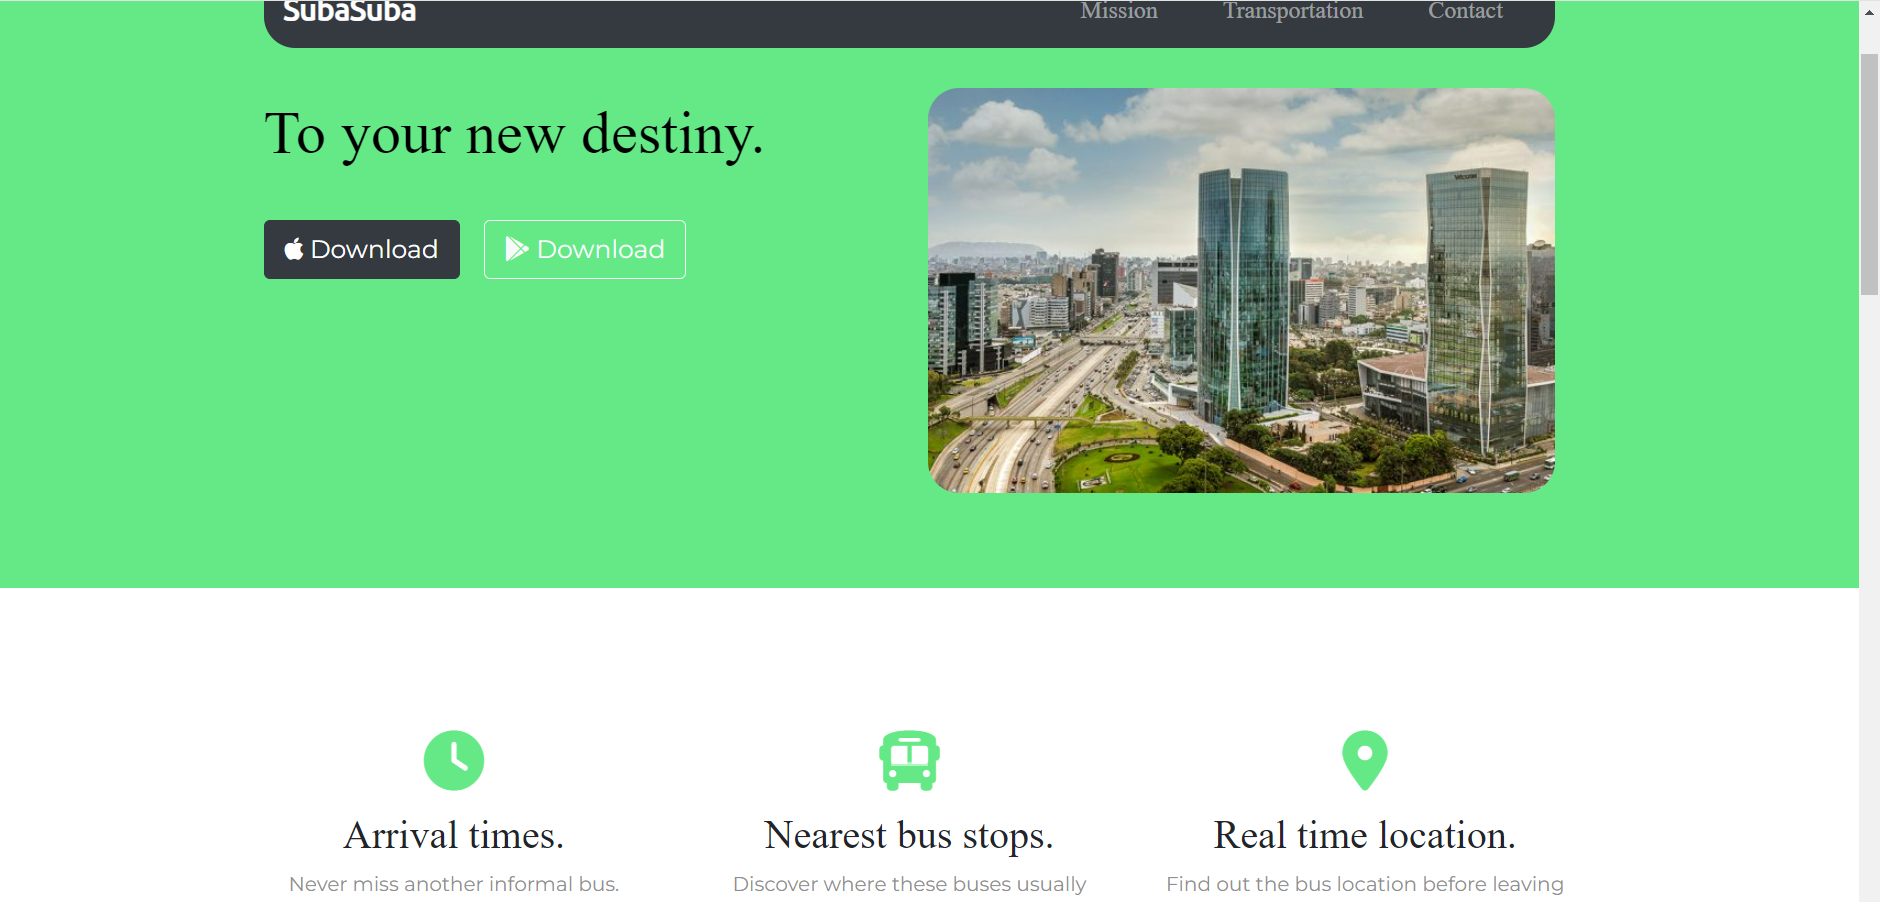 SubaSuba
Mission Transportation Contact
To your new destiny.
Download
Download
Arrival times.
Never miss another informal bus.
Nearest bus stops.
Discover where these buses usually
Real time location.
Find out the bus location before leaving